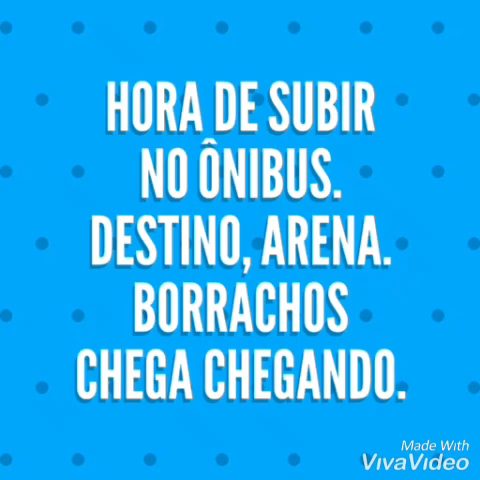 HORA DE SUBIR
NO ÔNIBUS.
DESTINO, ARENA.
BORRACHOS
CHEGA CHEGANDO.
Made With
VivaVideo